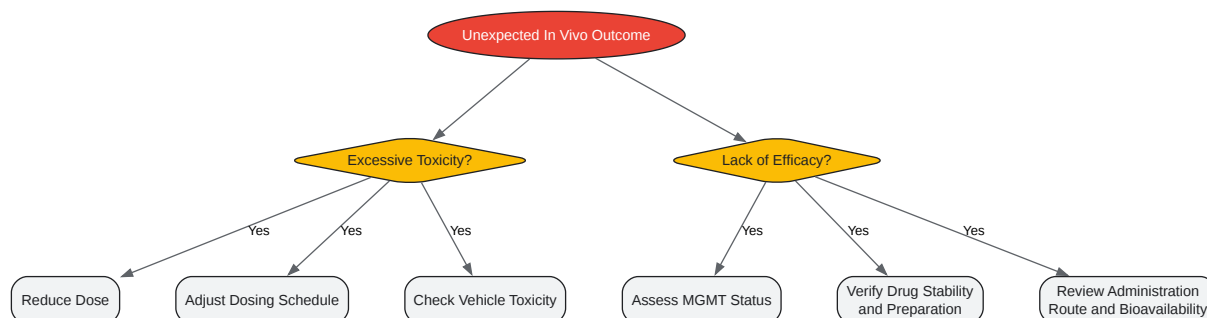 Unexpected In Vivo Outcome
Excessive Toxicity?
Lack of Efficacy?
Yes
Yes
Yes
Yes
Yes
Yes
Reduce Dose
Adjust Dosing Schedule
Check Vehicle Toxicity
Assess MGMT Status
Verify Drug Stability
and Preparation
Review Administration
Route and Bioavailability